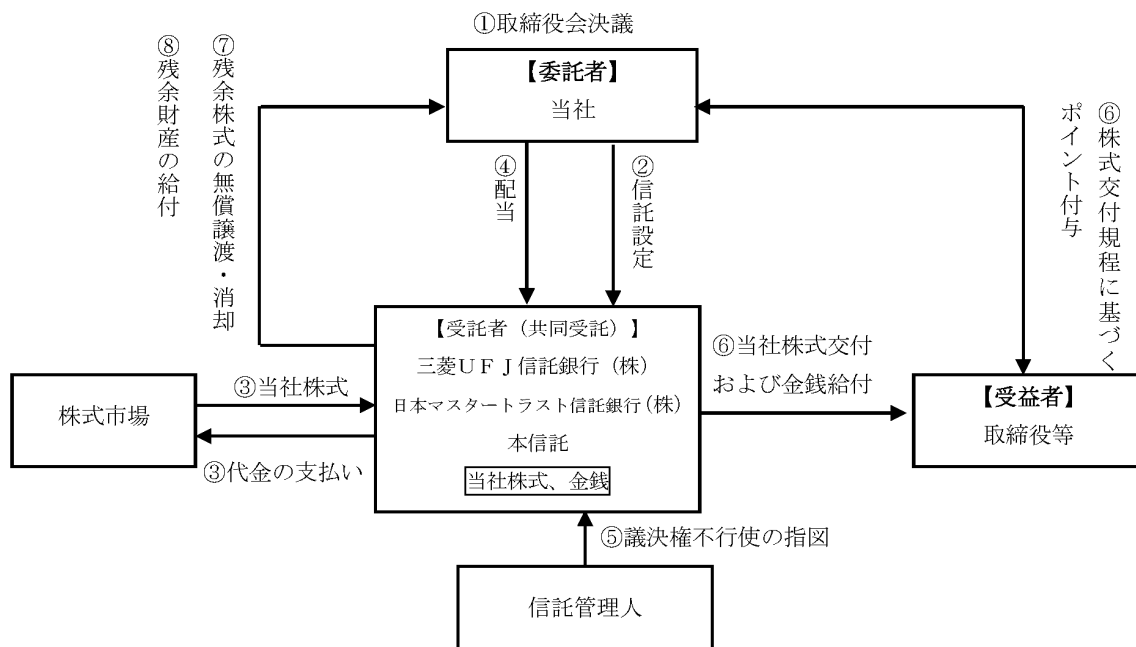 ①取締役会決議
⑧残余財産の給付
⑦残余株式の無償譲渡・消却
【委託者】
当社
④配当
②信託設定
⑥株式交付規程に基づく
ポイント付与
【受託者（共同受託）】
三菱ＵＦＪ信託銀行（株）
日本マスタートラスト信託銀行（株）
本信託
当社株式、金銭
株式市場
③当社株式
③代金の支払い
⑥当社株式交付
および金銭給付
【受益者】
取締役等
⑤議決権不行使の指図
信託管理人